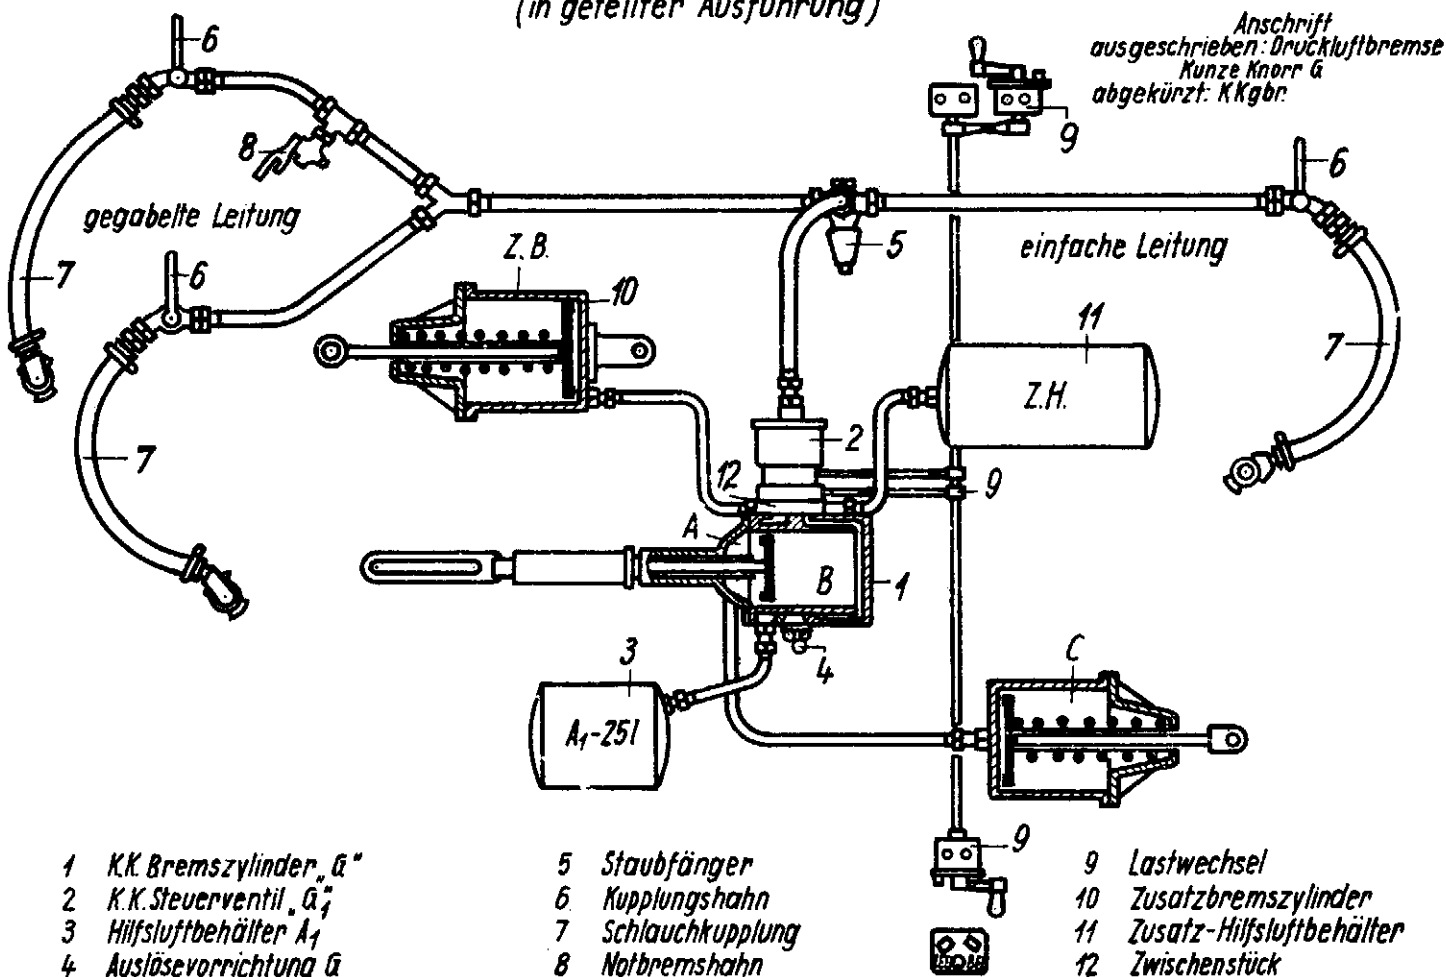 (in geteilter Ausführung)
Anschrift
ausgeschrieben: Druckluftbremse
Kunze Knorr G
abgekürzt: KKgbr.
6
8
9
6
gegabelte Leitung
Z.B.
5
einfache Leitung
7
6
10
11
7
Z.H.
2
7
12
9
A
B
1
3
4
C
A1-25l
9
1 K.K. Bremszylinder „G"
2 K.K. Steuerventil „G1"
3 Hilfsluftbehälter A1
4 Auslösevorrichtung G
5 Staubfänger
6 Kupplungshahn
7 Schlauchkupplung
8 Notbremshahn
9 Lastwechsel
10 Zusatzbremszylinder
11 Zusatz-Hilfsluftbehälter
12 Zwischenstück